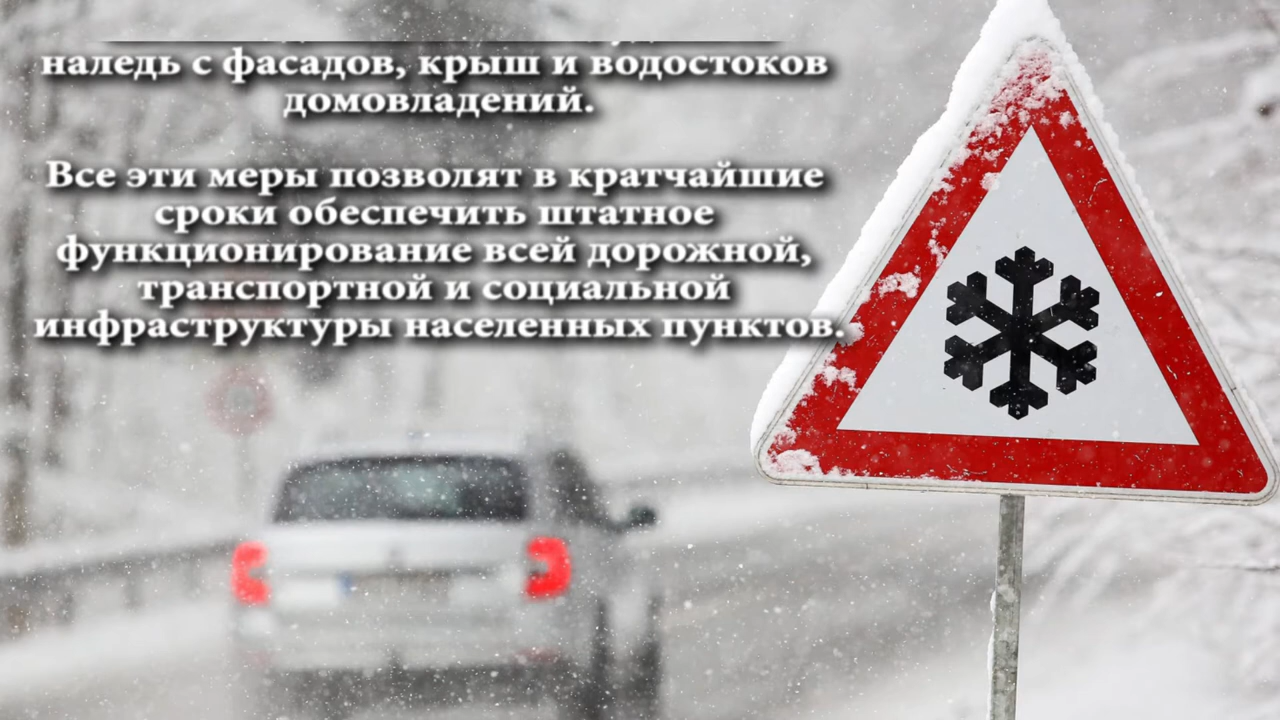 наледь с фасадов, крыш и водостоков
домовладений.
Все эти меры позволят в кратчайшие
сроки обеспечить штатное
функционирование всей дорожной,
транспортной и социальной
инфраструктуры населенных пунктов.